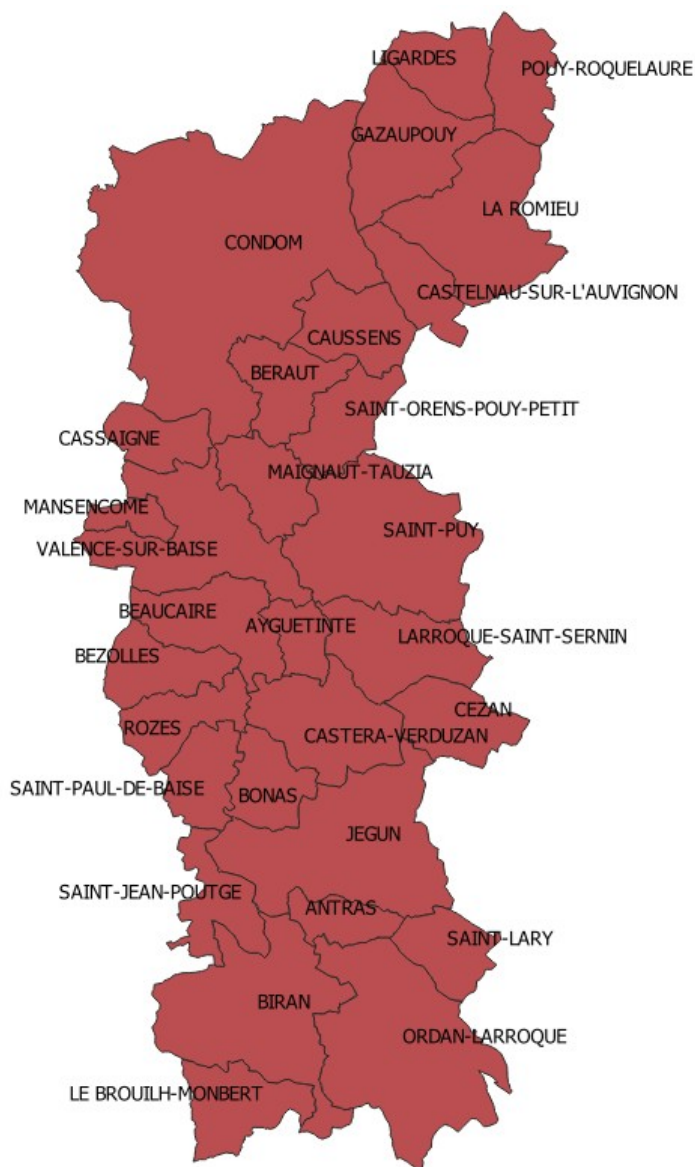 LIGARDES
POUY-ROQUELAURE
GAZAUPOUY
LA ROMIEU
CONDOM
CASTELNAU-SUR-L'AUVIGNON
CAUSSENS
BERAUT
SAINT-ORENS-POUY-PETIT
CASSAIGNE
MAIGNAUT-TAUZIA
MANSENCOME
SAINT-PUY
VALENCE-SUR-BAISE
BEAUCAIRE
AYGUETINTE
LARROQUE-SAINT-SERNIN
BEZOLLES
CEZAN
ROZES
CASTERA-VERDUZAN
SAINT-PAUL-DE-BAISE
BONAS
JEGUN
SAINT-JEAN-POUTGE
ANTRAS
SAINT-LARY
BIRAN
ORDAN-LARROQUE
LE BROUILH-MONBERT